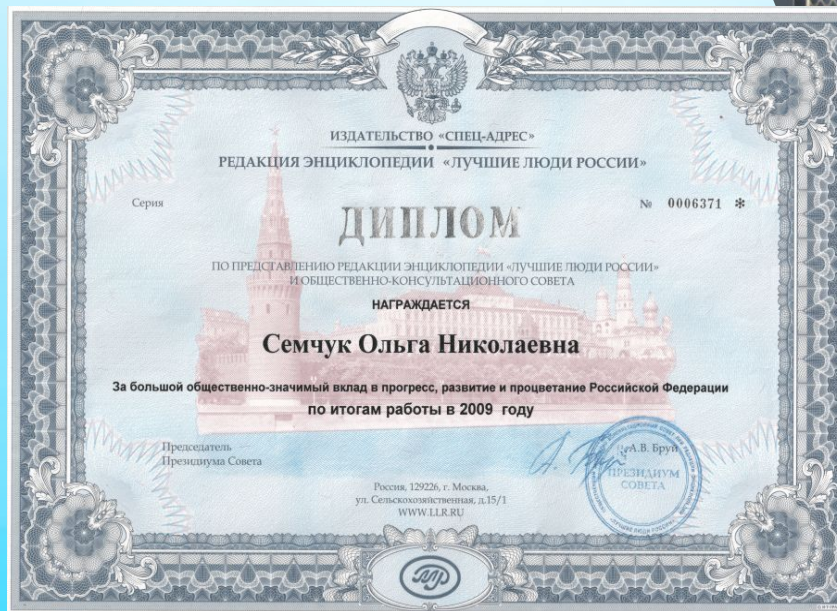 ИЗДАТЕЛЬСТВО «СПЕЦ-АДРЕС»
РЕДАКЦИЯ ЭНЦИКЛОПЕДИИ «ЛУЧШИЕ ЛЮДИ РОССИИ»
Серия
№ 0006371 *
ДИПЛОМ
ПО ПРЕДСТАВЛЕНИЮ РЕДАКЦИИ ЭНЦИКЛОПЕДИИ «ЛУЧШИЕ ЛЮДИ РОССИИ»
И ОБЩЕСТВЕННО-КОНСУЛЬТАЦИОННОГО СОВЕТА
НАГРАЖДАЕТСЯ
Семчук Ольга Николаевна
За большой общественно-значимый вклад в прогресс, развитие и процветание Российской Федерации
по итогам работы в 2009 году
Председатель
Президиума Совета
А.В. Бруй
ПРЕЗИДИУМ
СОВЕТА
Россия, 129226, г. Москва,
ул. Сельскохозяйственная, д.15/1
WWW.LLR.RU